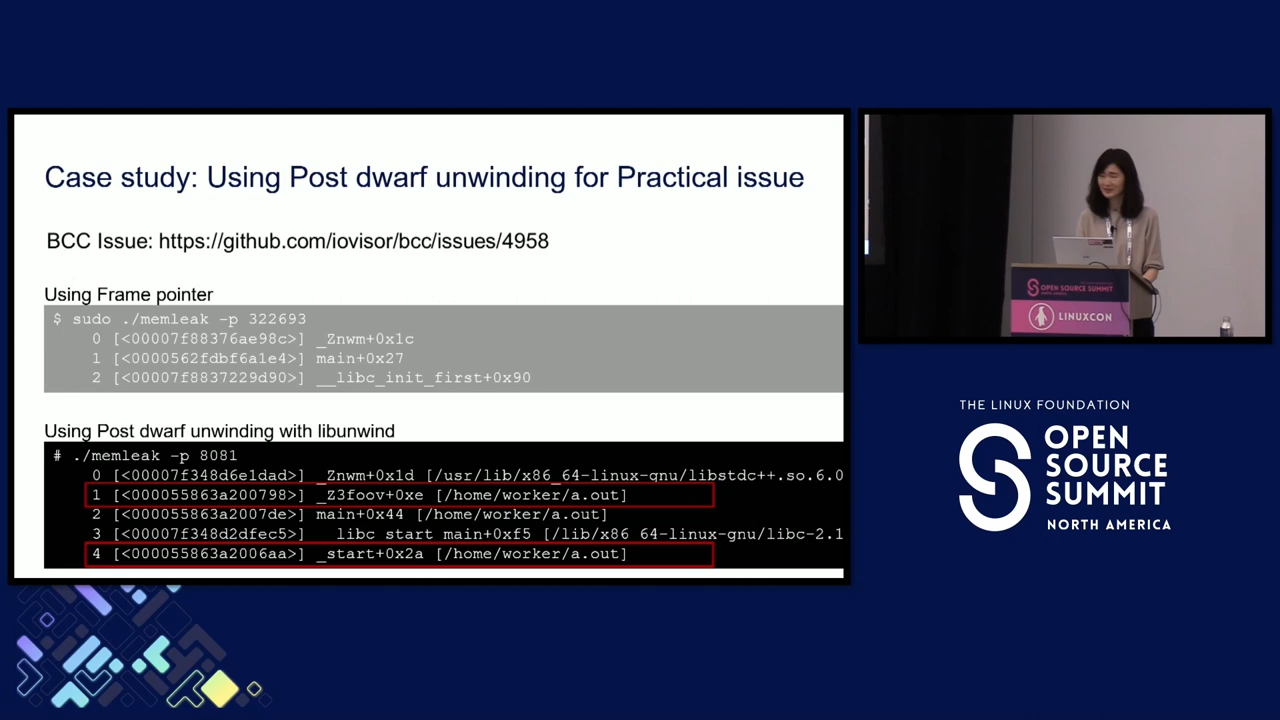 Case study: Using Post dwarf unwinding for Practical issue
BCC Issue: https://github.com/iovisor/bcc/issues/4958
Using Frame pointer
$ sudo ./memleak -p 322693
0 [<00007f88376ae98c>] _Znwm+0x1c
1 [<0000562fdbf6a1e4>] main+0x27
2 [<00007f8837229d90>] __libc_init_first+0x90
Using Post dwarf unwinding with libunwind
# ./memleak -p 8081
0 [<00007f348d6e1dad>] _Znwm+0x1d [/usr/lib/x86_64-linux-gnu/libstdc++.so.6.0
1 [<000055863a200798>] _Z3foov+0xe [/home/worker/a.out]
2 [<000055863a2007de>] main+0x44 [/home/worker/a.out]
3 [<00007f348d2dfec5>] __libc_start_main+0xf5 [/lib/x86_64-linux-gnu/libc-2.1
4 [<000055863a2006aa>] _start+0x2a [/home/worker/a.out]
OPEN SOURCE SUMMIT
NORTH AMERICA
LINUXCON
THE LINUX FOUNDATION
OPEN
SOURCE
SUMMIT
NORTH AMERICA